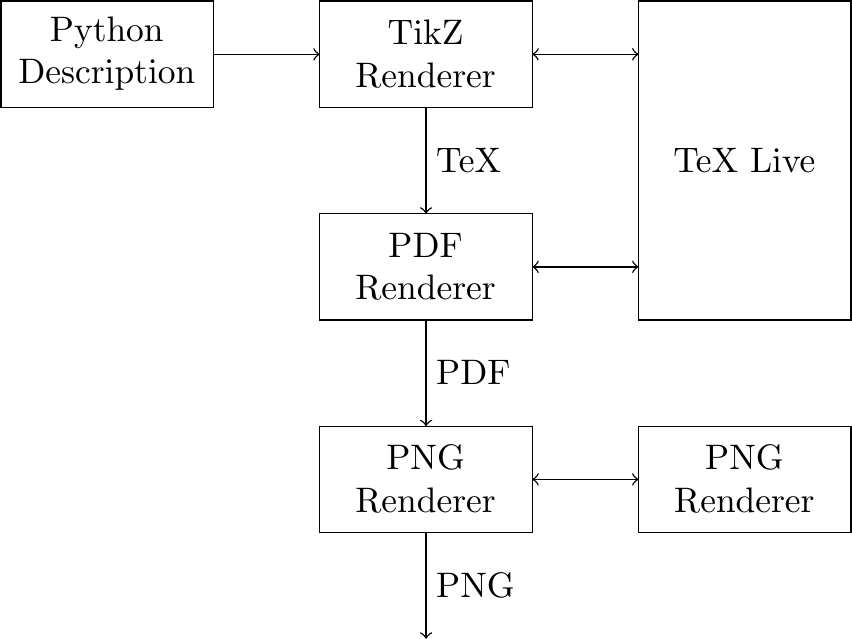 Python
Description
TikZ
Renderer
TeX Live
TeX
PDF
Renderer
PDF
PNG
Renderer
PNG
Renderer
PNG